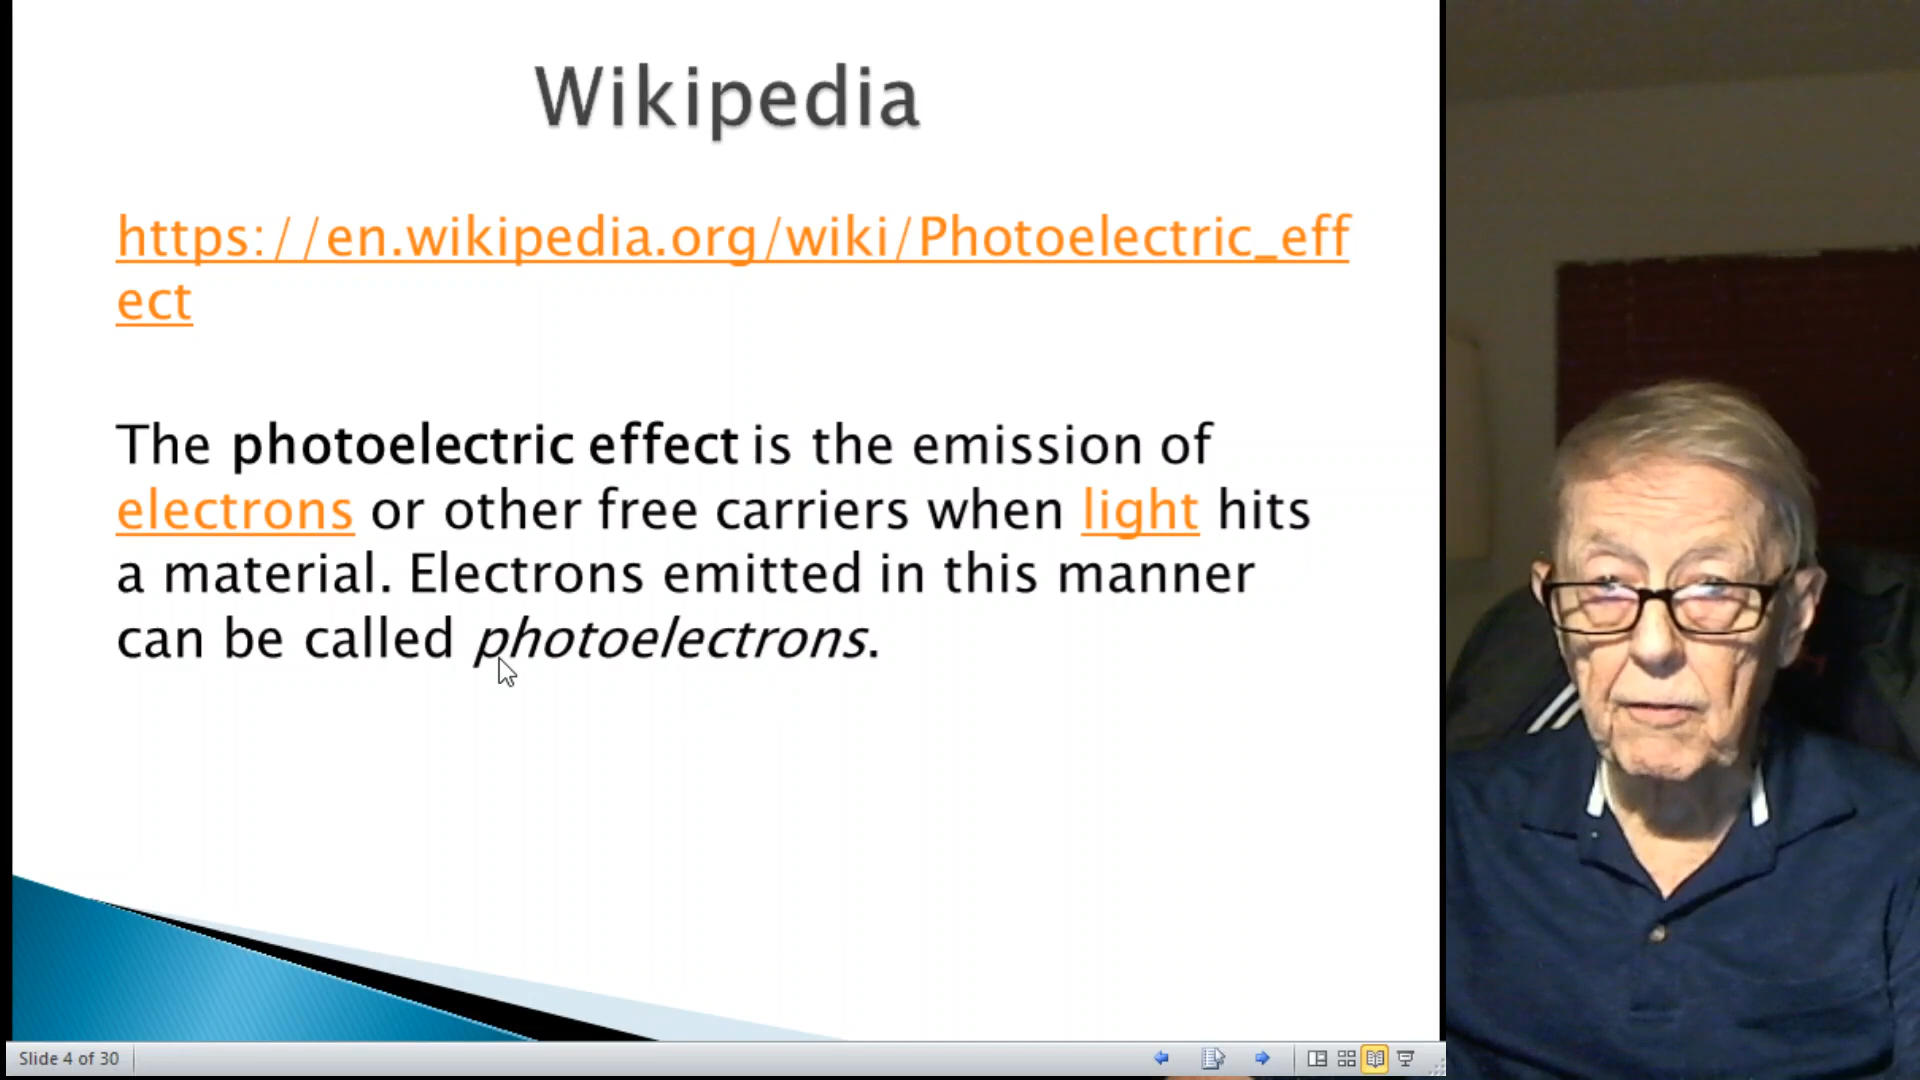 Wikipedia
https://en.wikipedia.org/wiki/Photoelectric_eff
ect
The photoelectric effect is the emission of
electrons or other free carriers when light hits
a material. Electrons emitted in this manner
can be called photoelectrons.
Slide 4 of 30